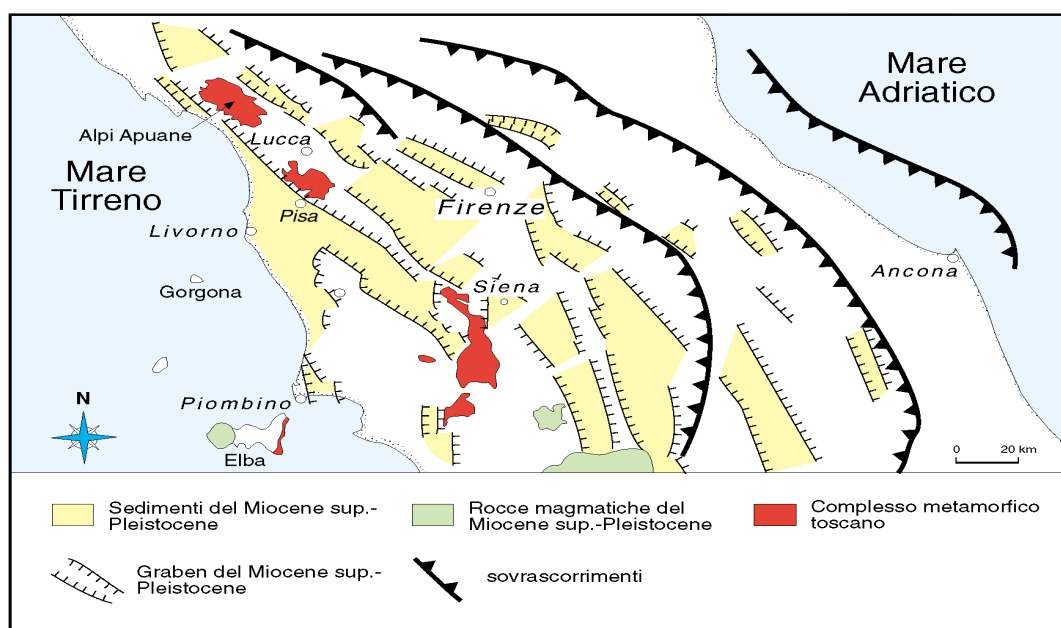 Mare
Adriatico
Alpi Apuane
Lucca
Mare
Tirreno
Pisa
Firenze
Livorno
Ancona
Siena
Gorgona
Piombino
N
Elba
0
20 km
Sedimenti del Miocene sup.-
Pleistocene
Rocce magmatiche del
Miocene sup.-Pleistocene
Complesso metamorfico
toscano
Graben del Miocene sup.-
Pleistocene
sovrascorrimenti